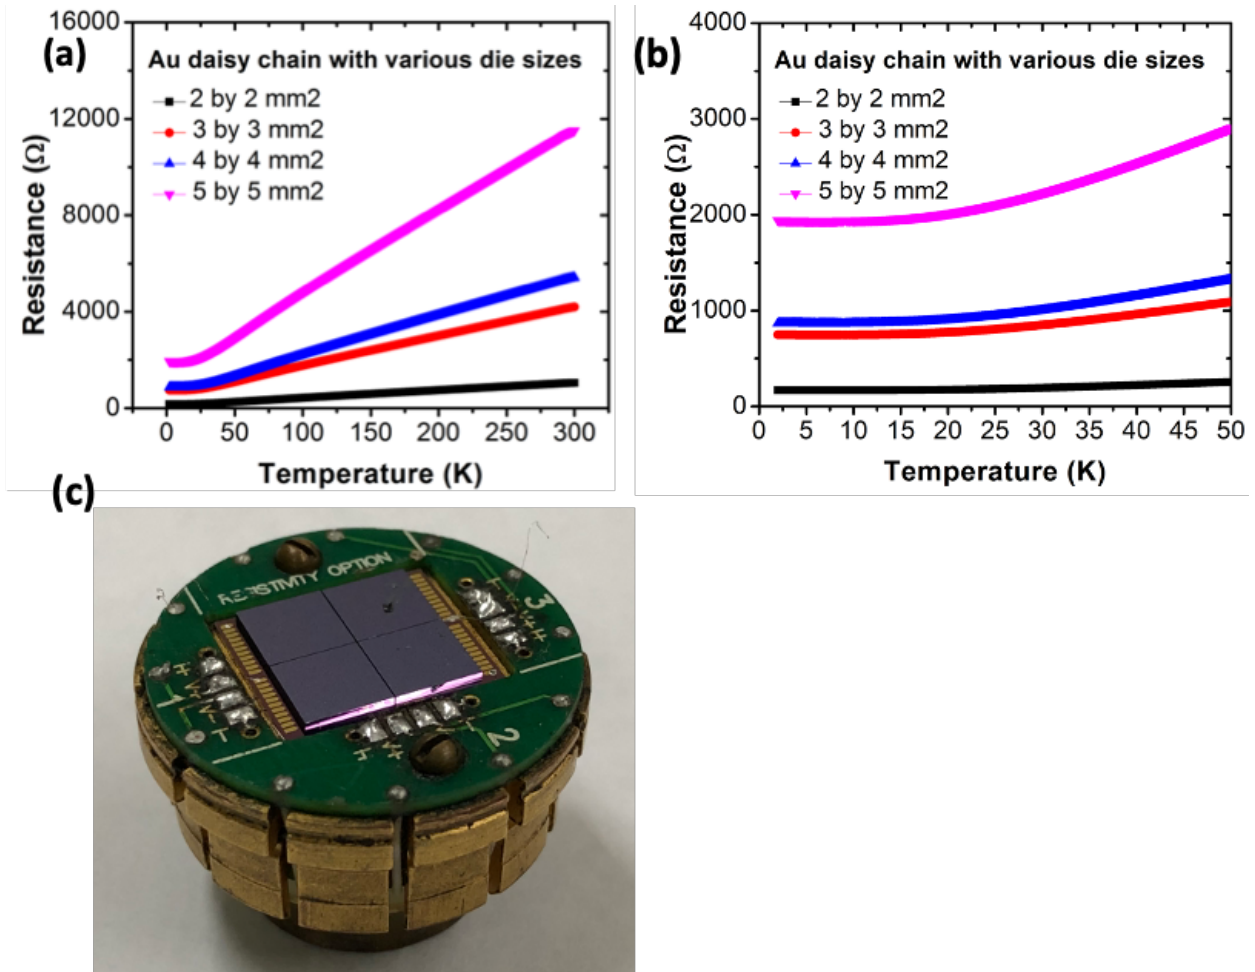 (a)
Au daisy chain with various die sizes
2 by 2 mm2
3 by 3 mm2
4 by 4 mm2
5 by 5 mm2
Resistance (Ω)
16000
12000
8000
4000
0
0 50 100 150 200 250 300
Temperature (K)
(b)
Au daisy chain with various die sizes
2 by 2 mm2
3 by 3 mm2
4 by 4 mm2
5 by 5 mm2
Resistance (Ω)
4000
3000
2000
1000
0
0 5 10 15 20 25 30 35 40 45 50
Temperature (K)
(c)
RESISTIVITY OPTION
3
1
2